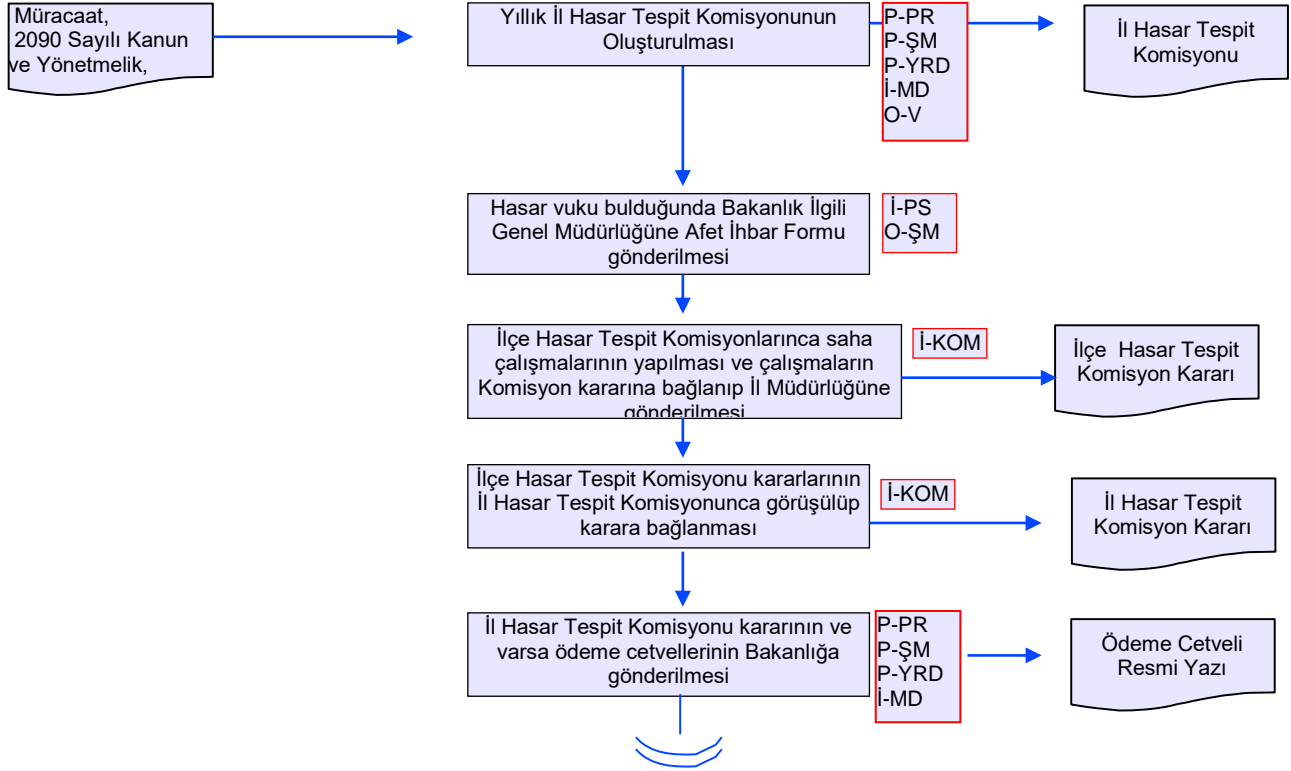 Müracaat,
2090 Sayılı Kanun
ve Yönetmelik,
Yıllık İl Hasar Tespit Komisyonunun
Oluşturulması
P-PR
P-ŞM
P-YRD
İ-MD
O-V
İl Hasar Tespit
Komisyonu
Hasar vuku bulduğunda Bakanlık İlgili
Genel Müdürlüğüne Afet İhbar Formu
gönderilmesi
İ-PS
O-ŞM
İlçe Hasar Tespit Komisyonlarınca saha
çalışmalarının yapılması ve çalışmaların
Komisyon kararına bağlanıp İl Müdürlüğüne
gönderilmesi
İ-KOM
İlçe Hasar Tespit
Komisyon Kararı
İlçe Hasar Tespit Komisyonu kararlarının
İl Hasar Tespit Komisyonunca görüşülüp
karara bağlanması
İ-KOM
İl Hasar Tespit
Komisyon Kararı
İl Hasar Tespit Komisyonu kararının ve
varsa ödeme cetvellerinin Bakanlığa
gönderilmesi
P-PR
P-ŞM
P-YRD
İ-MD
Ödeme Cetveli
Resmi Yazı